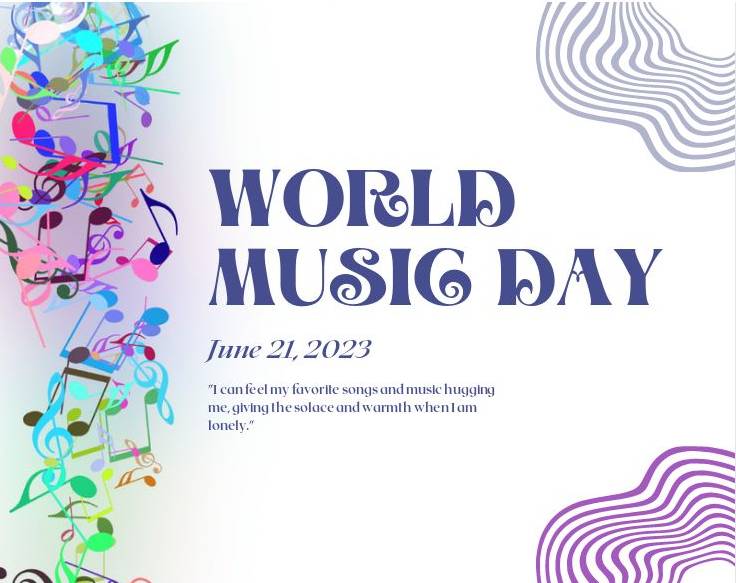 WORLD
MUSIC DAY
June 21, 2023
"I can feel my favorite songs and music hugging
me, giving the solace and warmth when I am
lonely."